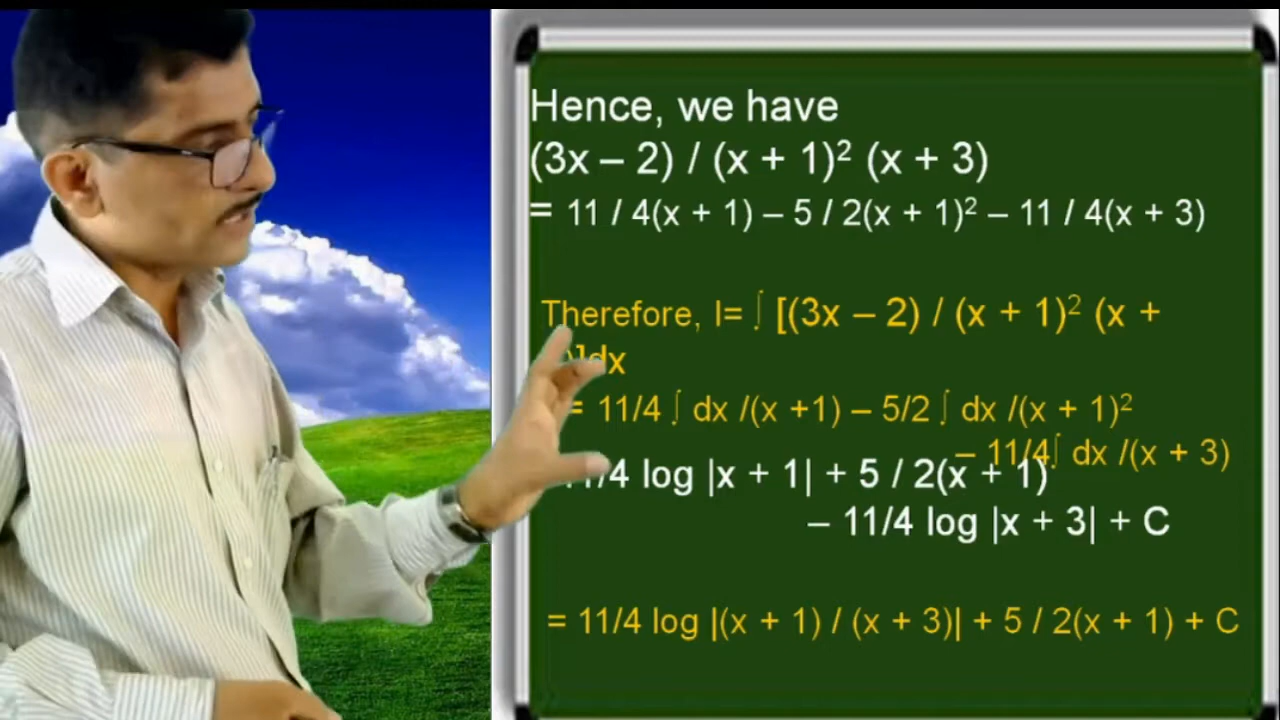 Hence, we have
(3x – 2) / (x + 1)² (x + 3)
= 11 / 4(x + 1) – 5 / 2(x + 1)² – 11 / 4(x + 3)
Therefore, I= ∫ [(3x – 2) / (x + 1)² (x +
)]dx
= 11/4 ∫ dx /(x +1) – 5/2 ∫ dx /(x + 1)²
– 11/4∫ dx /(x + 3)
/4 log |x + 1| + 5 / 2(x + 1)
– 11/4 log |x + 3| + C
= 11/4 log |(x + 1) / (x + 3)| + 5 / 2(x + 1) + C